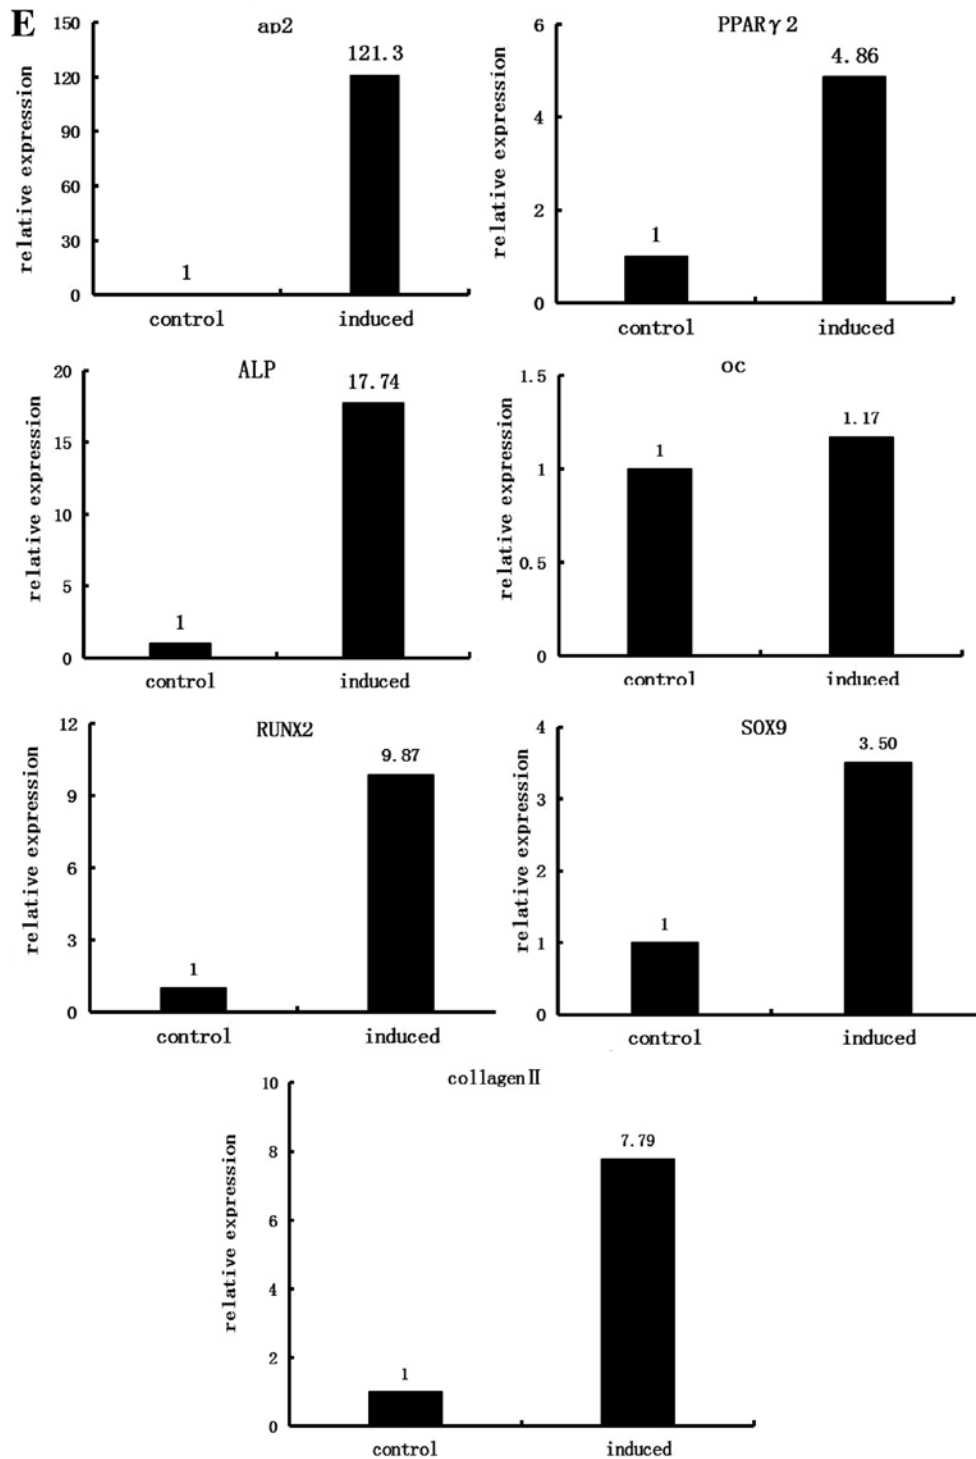 E
ap2
relative expression
150
120
90
60
30
0
1
121.3
control
induced
PPARγ2
relative expression
6
4
2
0
1
4.86
control
induced
ALP
relative expression
20
15
10
5
0
1
17.74
control
induced
oc
relative expression
1.5
1
0.5
0
1
1.17
control
induced
RUNX2
relative expression
12
9
6
3
0
1
9.87
control
induced
SOX9
relative expression
4
3
2
1
0
1
3.50
control
induced
collagenⅡ
relative expression
10
8
6
4
2
0
1
7.79
control
induced